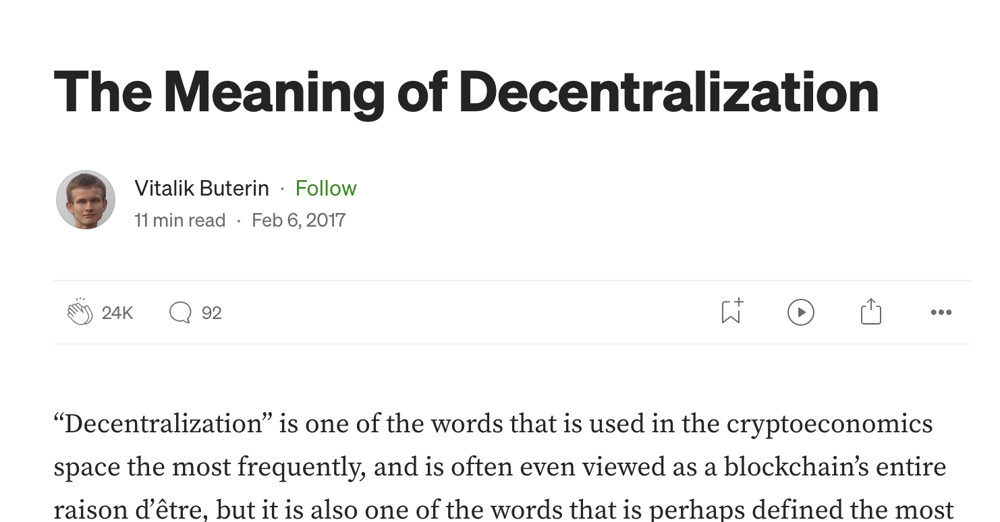 The Meaning of Decentralization
Vitalik Buterin · Follow
11 min read · Feb 6, 2017
24K 92
“Decentralization” is one of the words that is used in the cryptoeconomics
space the most frequently, and is often even viewed as a blockchain’s entire
raison d’être, but it is also one of the words that is perhaps defined the most